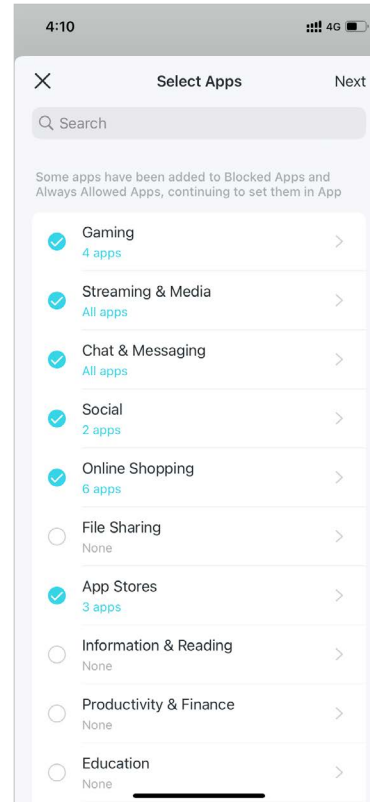 4:10
4G
Select Apps
Next
Search
Some apps have been added to Blocked Apps and
Always Allowed Apps, continuing to set them in App
Gaming
4 apps
Streaming & Media
All apps
Chat & Messaging
All apps
Social
2 apps
Online Shopping
6 apps
File Sharing
None
App Stores
3 apps
Information & Reading
None
Productivity & Finance
None
Education
None